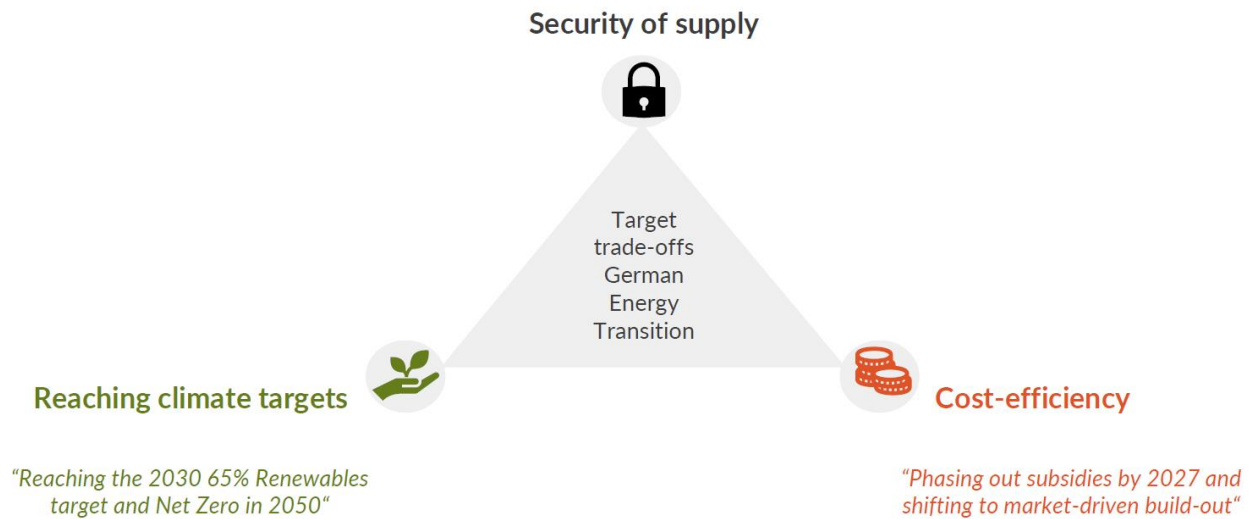 Security of supply
Target
trade-offs
German
Energy
Transition
Reaching climate targets
Cost-efficiency
“Reaching the 2030 65% Renewables
target and Net Zero in 2050“
“Phasing out subsidies by 2027 and
shifting to market-driven build-out“